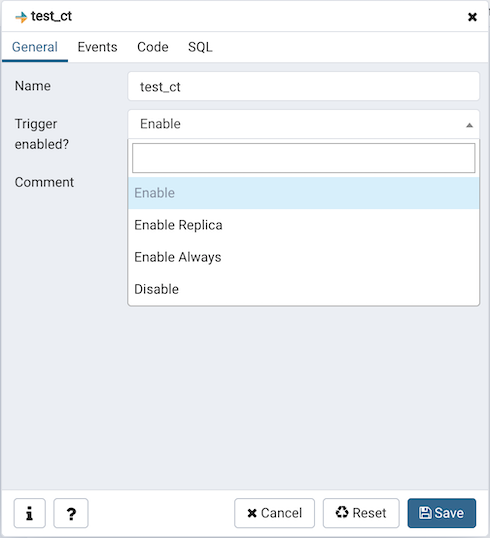 test_ct
General Events Code SQL
Name test_ct
Trigger enabled? Enable
Comment
Enable
Enable Replica
Enable Always
Disable
i ? Cancel Reset Save